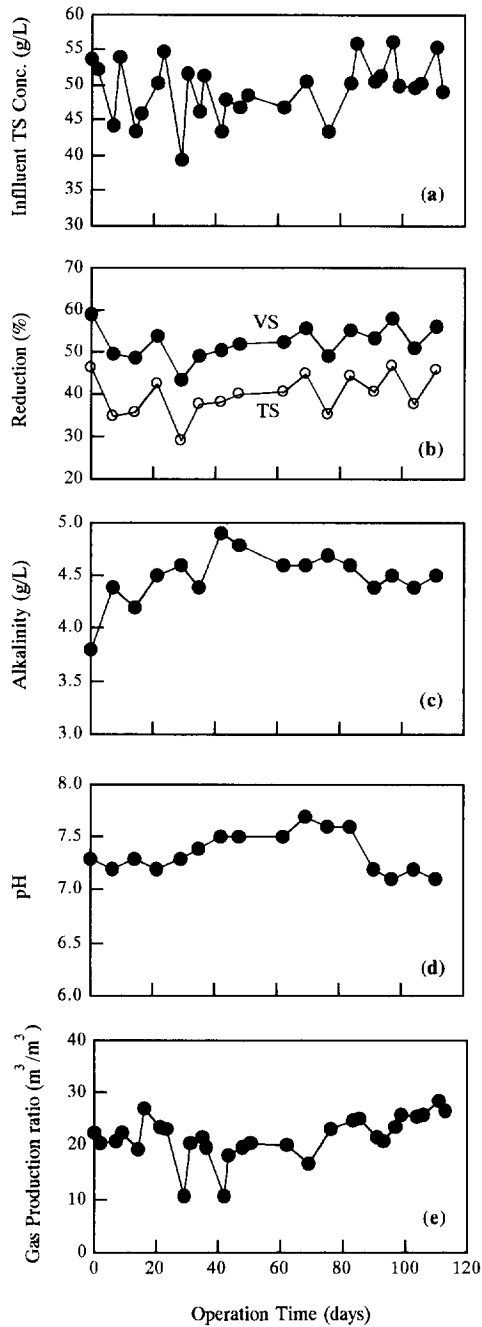 Inflluent TS Conc. (g/L)
60
55
50
45
40
35
30
(a)
Reduction (%)
70
60
50
40
30
20
VS
TS
(b)
Alkalinity (g/L)
5.0
4.5
4.0
3.5
3.0
(c)
pH
8.0
7.5
7.0
6.5
6.0
(d)
Gas Production ratio (m³/m³)
40
30
20
10
0
(e)
0 20 40 60 80 100 120
Operation Time (days)